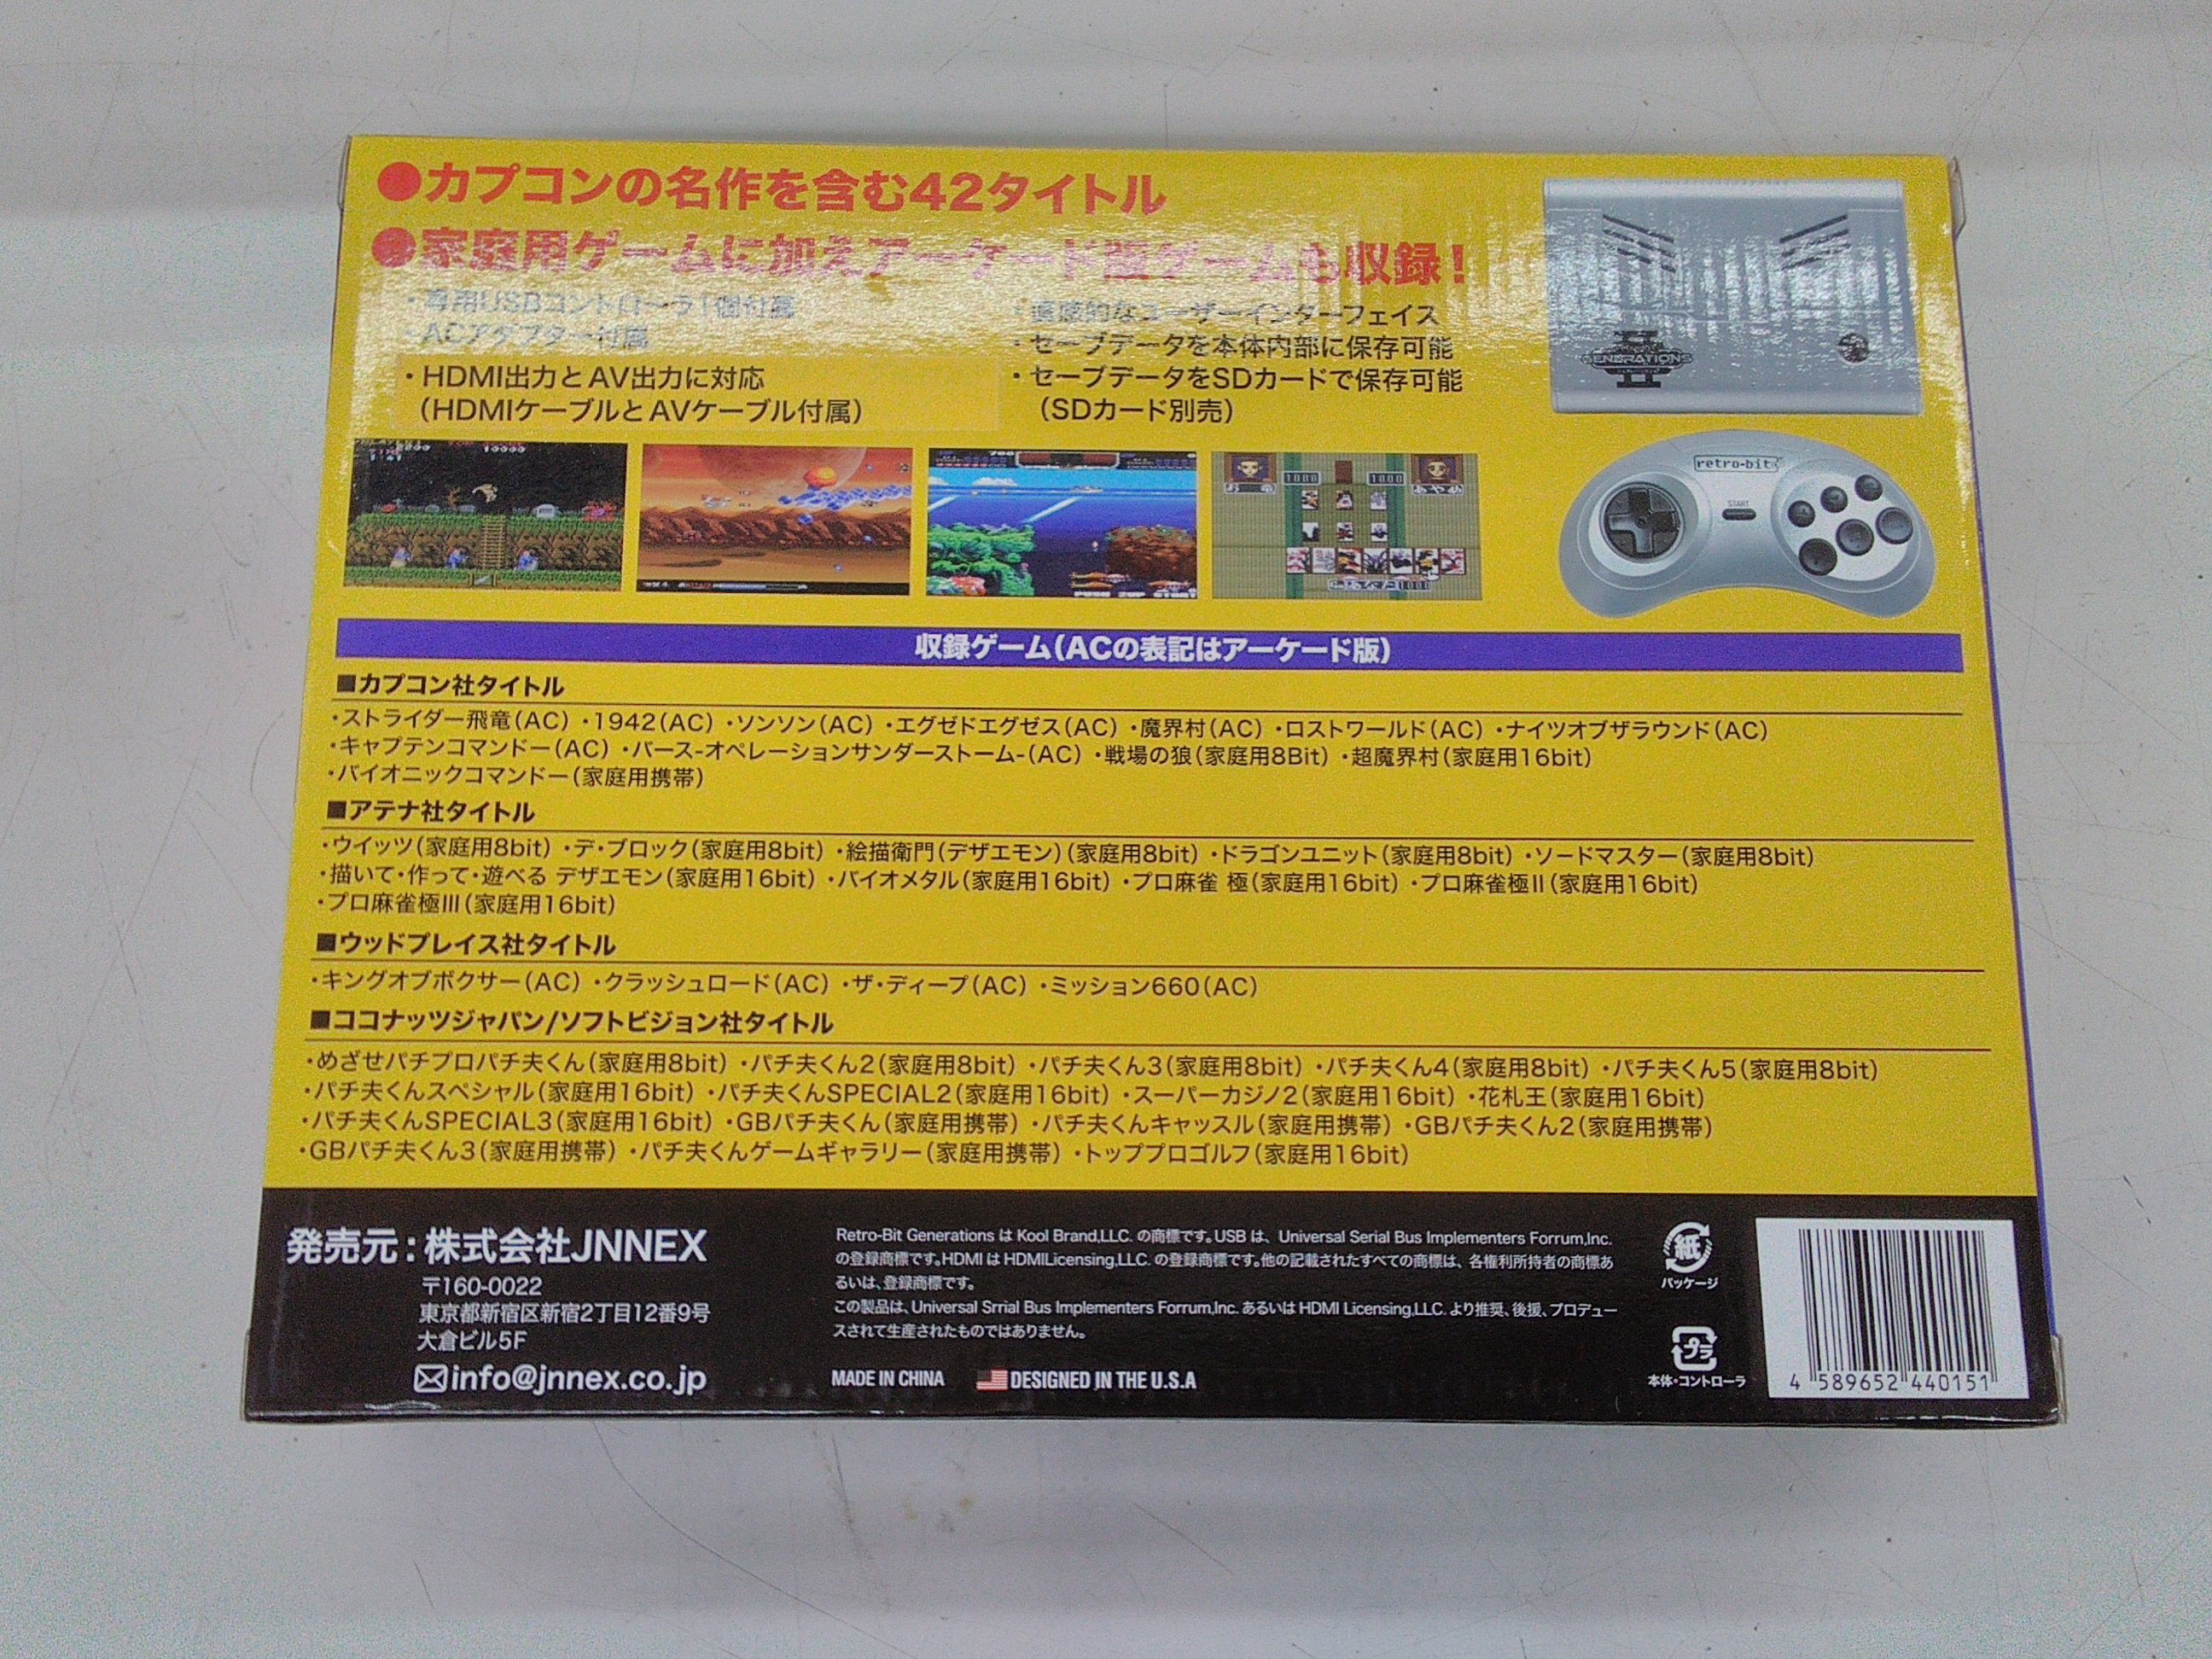 ●カプコンの名作を含む42タイトル
●家庭用ゲームに加えアーケード版ゲームも収録!
・専用USBコントローラ1個付属
・ACアダプター付属
・HDMI出力とAV出力に対応
(HDMIケーブルとAVケーブル付属)
・直感的なユーザーインターフェイス
・セーブデータを本体内部に保存可能
・セーブデータをSDカードで保存可能
(SDカード別売)
GENERATIONS
retro-bit
START
10000
1000 1000
収録ゲーム(ACの表記はアーケード版)
■カプコン社タイトル
・ストライダー飛竜(AC) ・1942(AC) ・ソンソン(AC) ・エグゼドエグゼス(AC) ・魔界村(AC) ・ロストワールド(AC) ・ナイツオブザラウンド(AC)
・キャプテンコマンドー(AC) ・バース-オペレーションサンダーストーム-(AC) ・戦場の狼(家庭用8Bit) ・超魔界村(家庭用16bit)
・バイオニックコマンドー(家庭用携帯)
■アテナ社タイトル
・ウイッツ(家庭用8bit) ・デ・ブロック(家庭用8bit) ・絵描衛門(デザエモン)(家庭用8bit) ・ドラゴンユニット(家庭用8bit) ・ソードマスター(家庭用8bit)
・描いて・作って・遊べる デザエモン(家庭用16bit) ・バイオメタル(家庭用16bit) ・プロ麻雀 極(家庭用16bit) ・プロ麻雀極II(家庭用16bit)
・プロ麻雀極III(家庭用16bit)
■ウッドプレイス社タイトル
・キングオブボクサー(AC) ・クラッシュロード(AC) ・ザ・ディープ(AC) ・ミッション660(AC)
■ココナッツジャパン/ソフトビジョン社タイトル
・めざせパチプロパチ夫くん(家庭用8bit) ・パチ夫くん2(家庭用8bit) ・パチ夫くん3(家庭用8bit) ・パチ夫くん4(家庭用8bit) ・パチ夫くん5(家庭用8bit)
・パチ夫くんスペシャル(家庭用16bit) ・パチ夫くんSPECIAL2(家庭用16bit) ・スーパーカジノ2(家庭用16bit) ・花札王(家庭用16bit)
・パチ夫くんSPECIAL3(家庭用16bit) ・GBパチ夫くん(家庭用携帯) ・パチ夫くんキャッスル(家庭用携帯) ・GBパチ夫くん2(家庭用携帯)
・GBパチ夫くん3(家庭用携帯) ・パチ夫くんゲームギャラリー(家庭用携帯) ・トッププロゴルフ(家庭用16bit)
発売元:株式会社JNNEX
〒160-0022
東京都新宿区新宿2丁目12番9号
大倉ビル5F
info@jnnex.co.jp
Retro-Bit Generations は Kool Brand,LLC. の商標です。USB は、Universal Serial Bus Implementers Forrum,Inc.
の登録商標です。HDMI は HDMILicensing,LLC. の登録商標です。他の記載されたすべての商標は、各権利所持者の商標あ
るいは、登録商標です。
この製品は、Universal Srrial Bus Implementers Forrum,Inc. あるいは HDMI Licensing,LLC. より推奨、後援、プロデュー
スされて生産されたものではありません。
MADE IN CHINA DESIGNED IN THE U.S.A
紙
パッケージ
プラ
本体・コントローラ
4 589652 440151